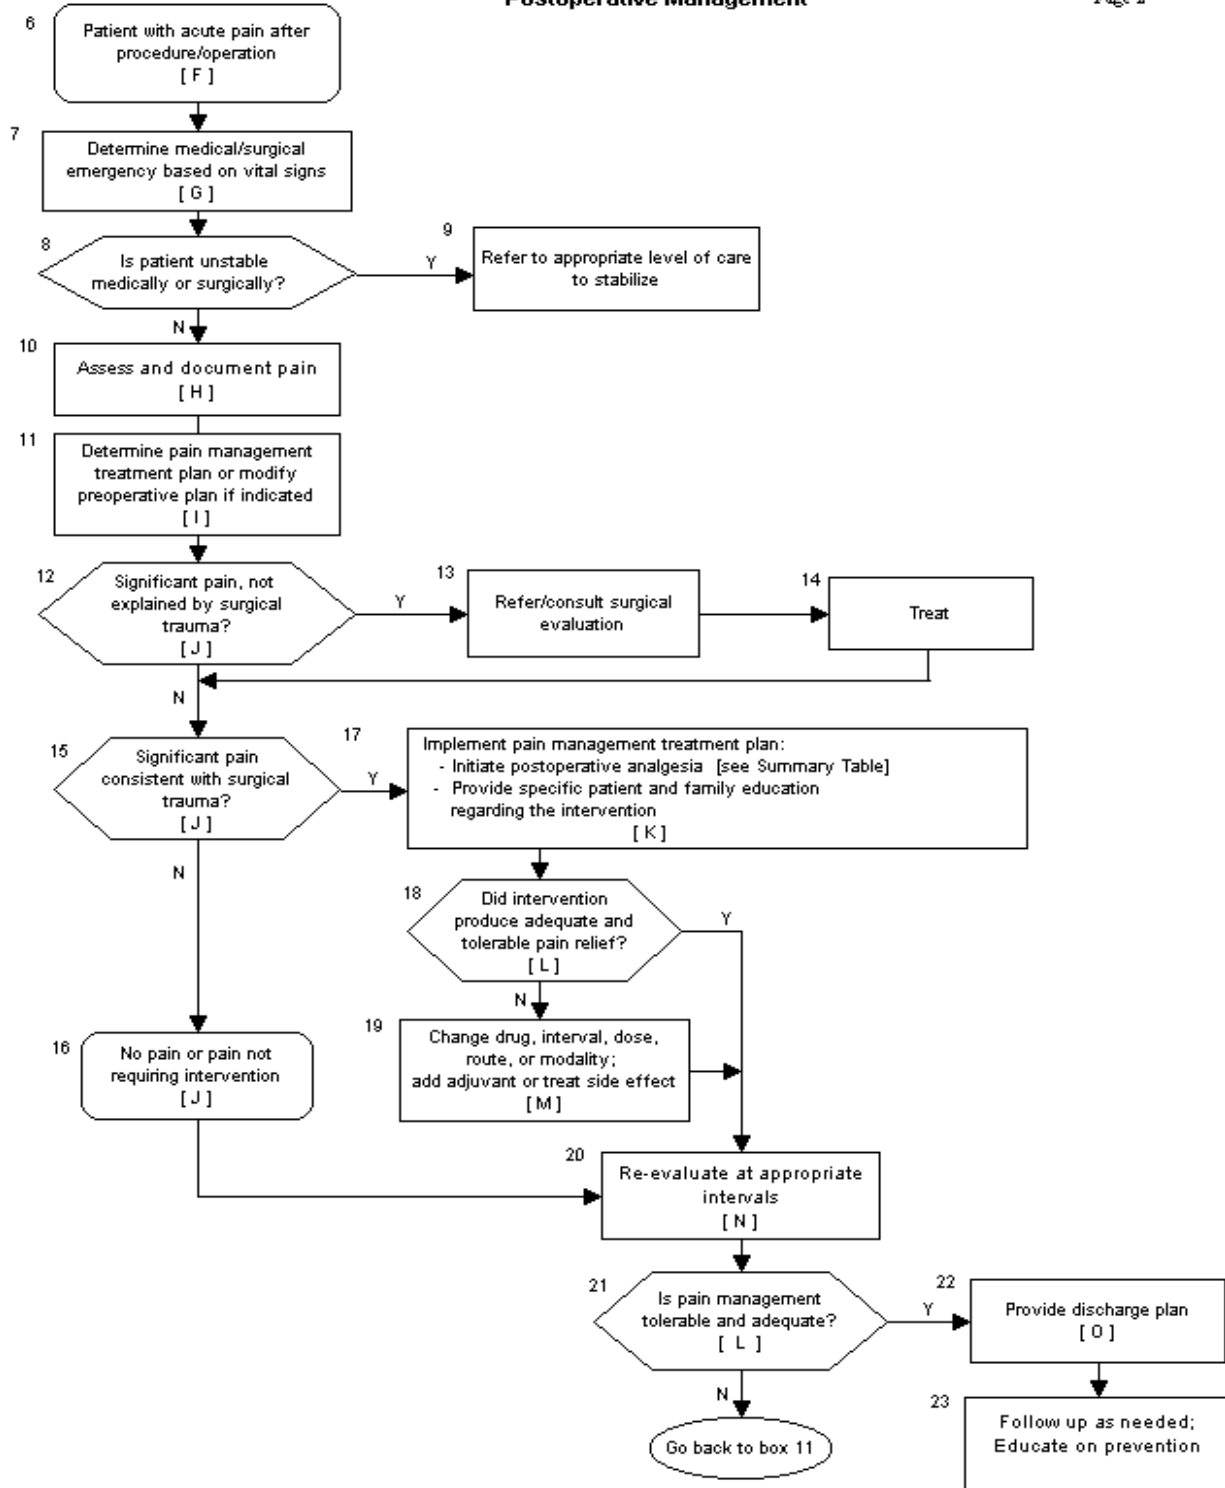 Postoperative Management
Page 2
6
Patient with acute pain after
procedure/operation
[ F ]
7
Determine medical/surgical
emergency based on vital signs
[ G ]
8
Is patient unstable
medically or surgically?
Y
9
Refer to appropriate level of care
to stabilize
N
10
Assess and document pain
[ H ]
11
Determine pain management
treatment plan or modify
preoperative plan if indicated
[ I ]
12
Significant pain, not
explained by surgical
trauma?
[ J ]
Y
13
Refer/consult surgical
evaluation
14
Treat
N
15
Significant pain
consistent with surgical
trauma?
[ J ]
Y
17
Implement pain management treatment plan:
- Initiate postoperative analgesia [see Summary Table]
- Provide specific patient and family education
regarding the intervention
[ K ]
N
18
Did intervention
produce adequate and
tolerable pain relief?
[ L ]
Y
N
19
Change drug, interval, dose,
route, or modality;
add adjuvant or treat side effect
[ M ]
16
No pain or pain not
requiring intervention
[ J ]
20
Re-evaluate at appropriate
intervals
[ N ]
21
Is pain management
tolerable and adequate?
[ L ]
Y
22
Provide discharge plan
[ O ]
N
Go back to box 11
23
Follow up as needed;
Educate on prevention